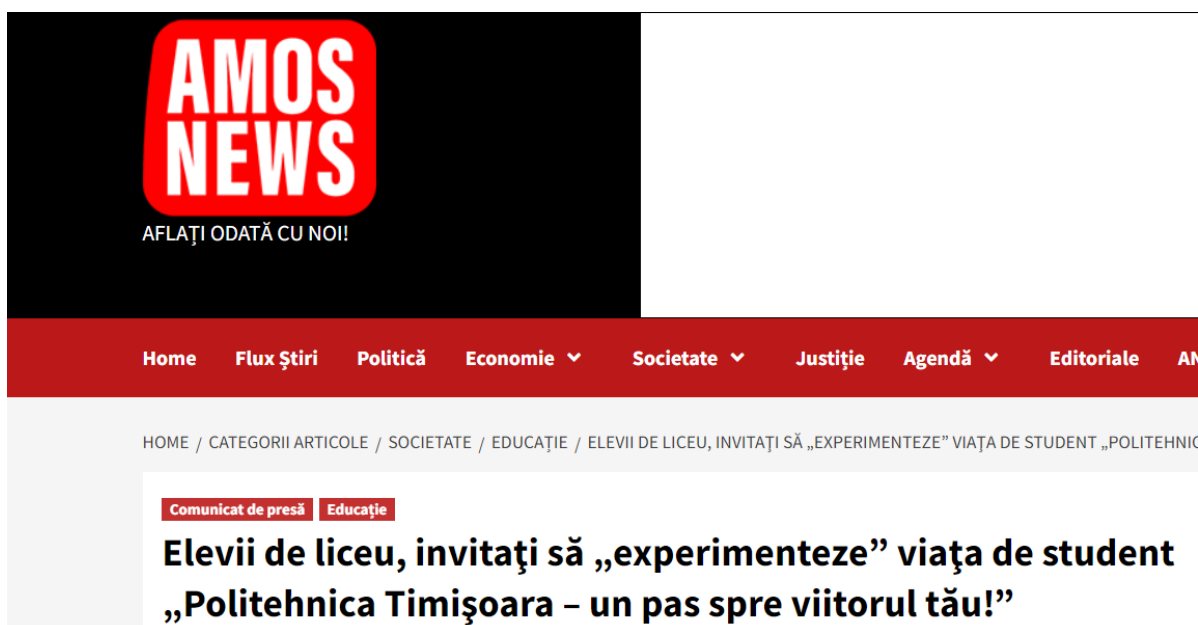 AMOS
NEWS
AFLAȚI ODATĂ CU NOI!
Home Flux Știri Politică Economie Societate Justiție Agendă Editoriale
HOME / CATEGORII ARTICOLE / SOCIETATE / EDUCAȚIE / ELEVII DE LICEU, INVITAŢI SĂ „EXPERIMENTEZE” VIAŢA DE STUDENT
Comunicat de presă Educație
Elevii de liceu, invitaţi să „experimenteze” viaţa de student
„Politehnica Timişoara – un pas spre viitorul tău!”